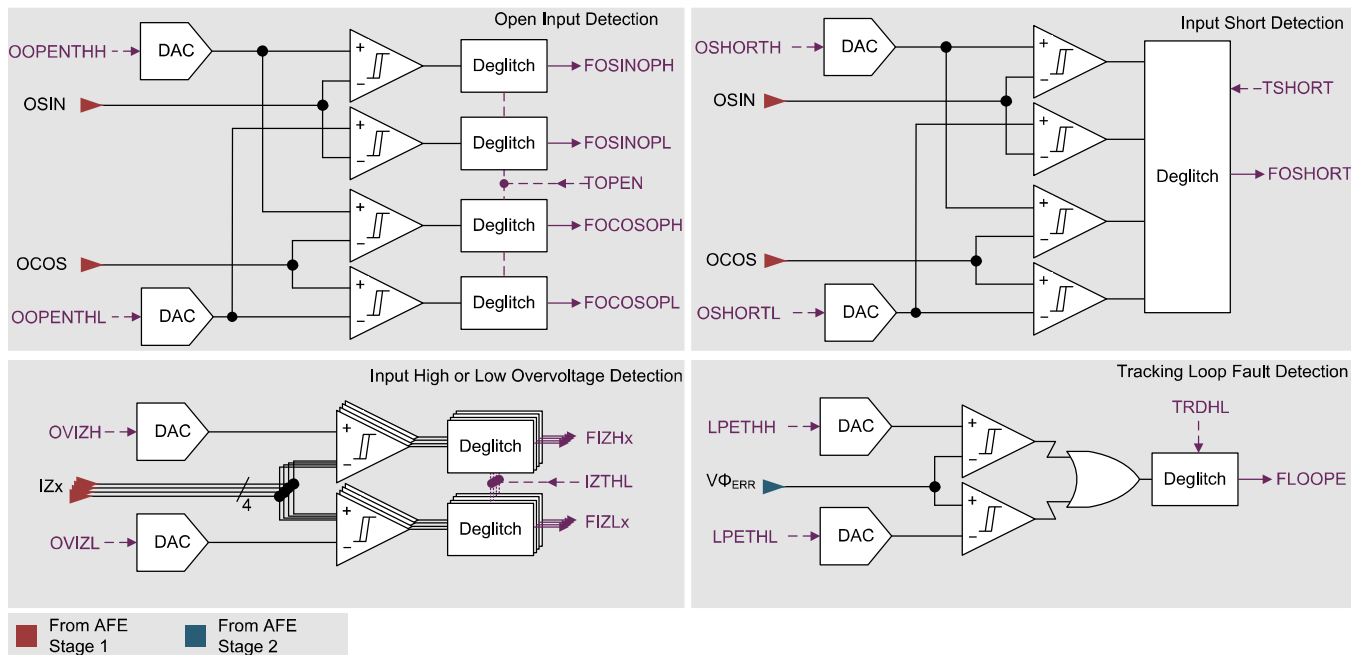 Open Input Detection
OOPENTHH
DAC
+
−
Deglitch
FOSINOPH
OSIN
+
−
Deglitch
FOSINOPL
TOPEN
+
−
Deglitch
FOCOSOPH
OCOS
+
−
Deglitch
FOCOSOPL
OOPENTHL
DAC
Input Short Detection
OSHORTH
DAC
+
−
TSHORT
OSIN
+
−
Deglitch
FOSHORT
+
−
OCOS
+
−
OSHORTL
DAC
Input High or Low Overvoltage Detection
OVIZH
DAC
+
−
Deglitch
FIZHx
IZx
4
IZTHL
+
−
Deglitch
FIZLx
OVIZL
DAC
Tracking Loop Fault Detection
LPETHH
DAC
+
−
TRDHL
VΦERR
Deglitch
FLOOPE
+
−
LPETHL
DAC
From AFE
Stage 1
From AFE
Stage 2